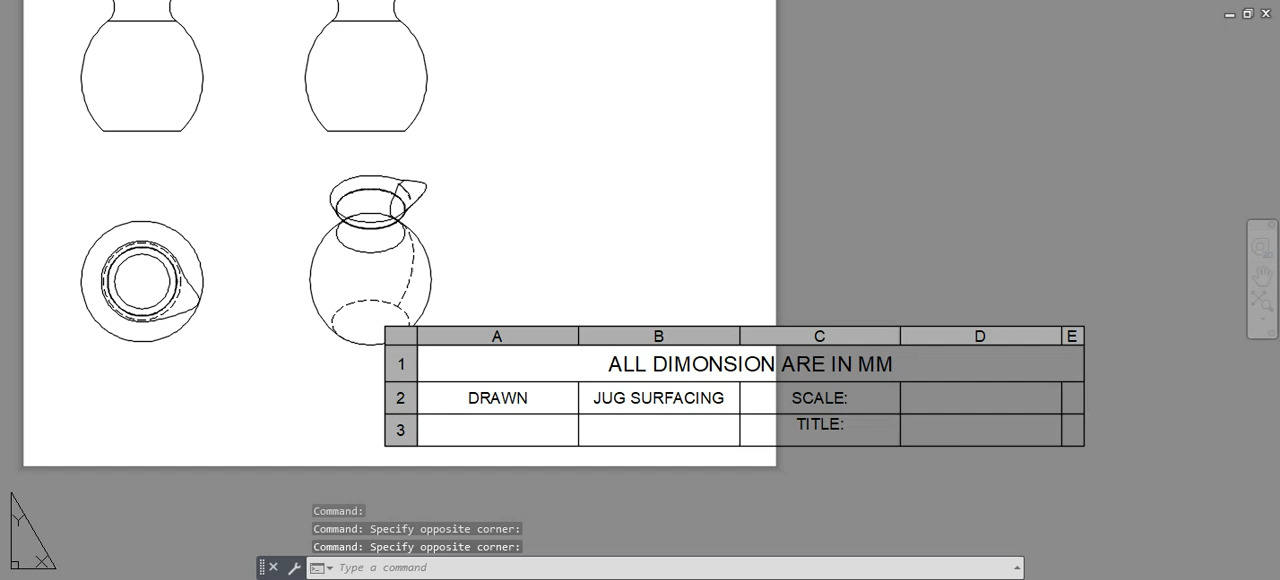 A B C D E
1 ALL DIMONSION ARE IN MM
2 DRAWN JUG SURFACING SCALE:
3 TITLE:
Command:
Command: Specify opposite corner:
Command: Specify opposite corner:
Type a command
Y
X